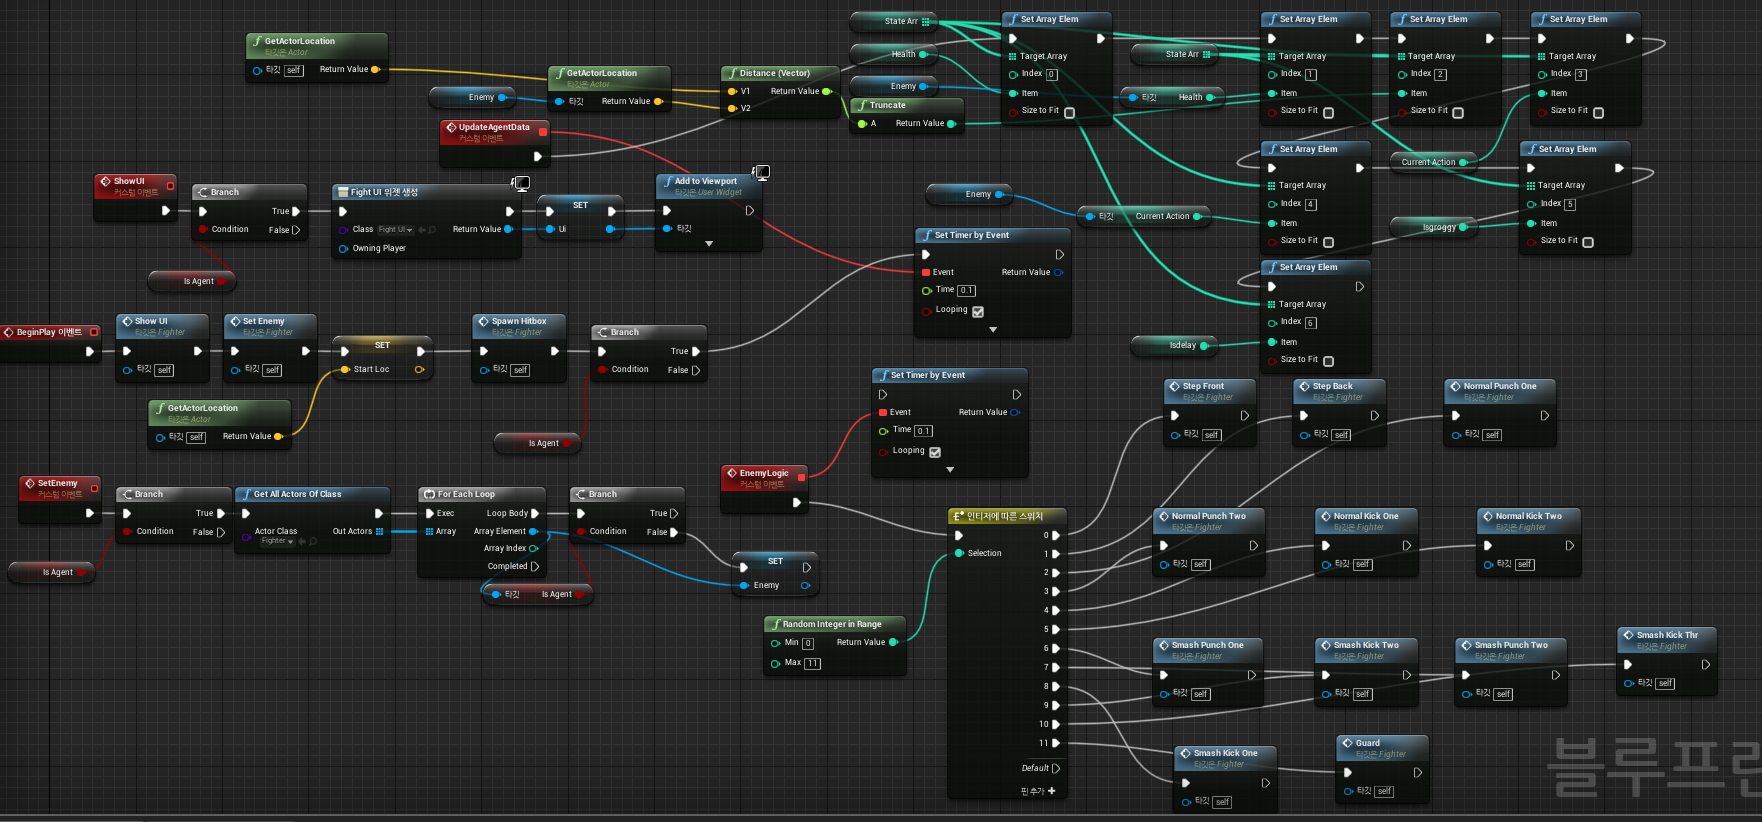 GetActorLocation
타깃은 Actor
타깃 self Return Value
Enemy
GetActorLocation
타깃은 Actor
타깃 Return Value
Distance (Vector)
V1 Return Value
V2
UpdateAgentData
커스텀 이벤트
State Arr
Health
Enemy
Truncate
A Return Value
Set Array Elem
Target Array
Index 0
Item
Size to Fit
State Arr
타깃 Health
Set Array Elem
Target Array
Index 1
Item
Size to Fit
Set Array Elem
Target Array
Index 2
Item
Size to Fit
Set Array Elem
Target Array
Index 3
Item
Size to Fit
Set Array Elem
Target Array
Index 4
Item
Size to Fit
Current Action
Isgroggy
Set Array Elem
Target Array
Index 5
Item
Size to Fit
Enemy
타깃 Current Action
Set Array Elem
Target Array
Index 6
Item
Size to Fit
Isdelay
ShowUI
커스텀 이벤트
Branch
True
Condition False
Is Agent
Fight UI 위젯 생성
Class Fight UI Return Value
Owning Player
SET
Ui
Add to Viewport
타깃은 User Widget
타깃
Set Timer by Event
Event Return Value
Time 0.1
Looping
BeginPlay 이벤트
Show UI
타깃은 Fighter
타깃 self
Set Enemy
타깃은 Fighter
타깃 self
SET
Start Loc
Spawn Hitbox
타깃은 Fighter
타깃 self
Branch
True
Condition False
GetActorLocation
타깃은 Actor
타깃 self Return Value
Is Agent
Set Timer by Event
Event Return Value
Time 0.1
Looping
EnemyLogic
커스텀 이벤트
SetEnemy
커스텀 이벤트
Branch
True
Condition False
Is Agent
Get All Actors Of Class
Actor Class Out Actors
Fighter
For Each Loop
Exec Loop Body
Array Array Element
Array Index
Completed
Branch
True
Condition False
타깃 Is Agent
SET
Enemy
Random Integer in Range
Min 0 Return Value
Max 11
인티저에 따른 스위치
0
Selection 1
2
3
4
5
6
7
8
9
10
11
Default
핀 추가
Step Front
타깃은 Fighter
타깃 self
Step Back
타깃은 Fighter
타깃 self
Normal Punch One
타깃은 Fighter
타깃 self
Normal Punch Two
타깃은 Fighter
타깃 self
Normal Kick One
타깃은 Fighter
타깃 self
Normal Kick Two
타깃은 Fighter
타깃 self
Smash Punch One
타깃은 Fighter
타깃 self
Smash Kick Two
타깃은 Fighter
타깃 self
Smash Punch Two
타깃은 Fighter
타깃 self
Smash Kick Thr
타깃은 Fighter
타깃 self
Smash Kick One
타깃은 Fighter
타깃 self
Guard
타깃은 Fighter
타깃 self
블루프린